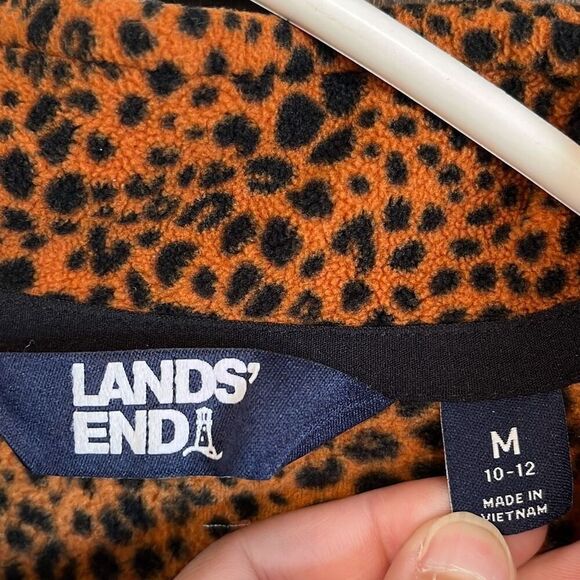 LANDS'
END
M
10-12
MADE IN
VIETNAM